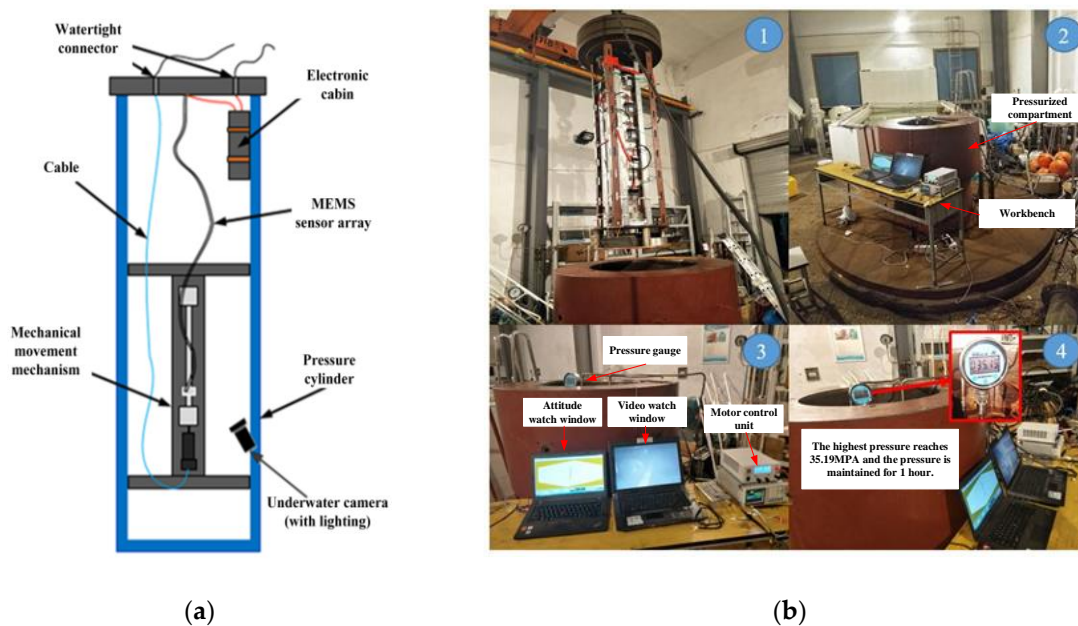 Watertight
connector
Electronic
cabin
Cable
MEMS
sensor array
Mechanical
movement
mechanism
Pressure
cylinder
Underwater camera
(with lighting)
(a)
1
2
Pressurized
compartment
Workbench
3
Pressure gauge
Attitude
watch window
Video watch
window
Motor control
unit
4
35.19
The highest pressure reaches
35.19MPA and the pressure is
maintained for 1 hour.
(b)